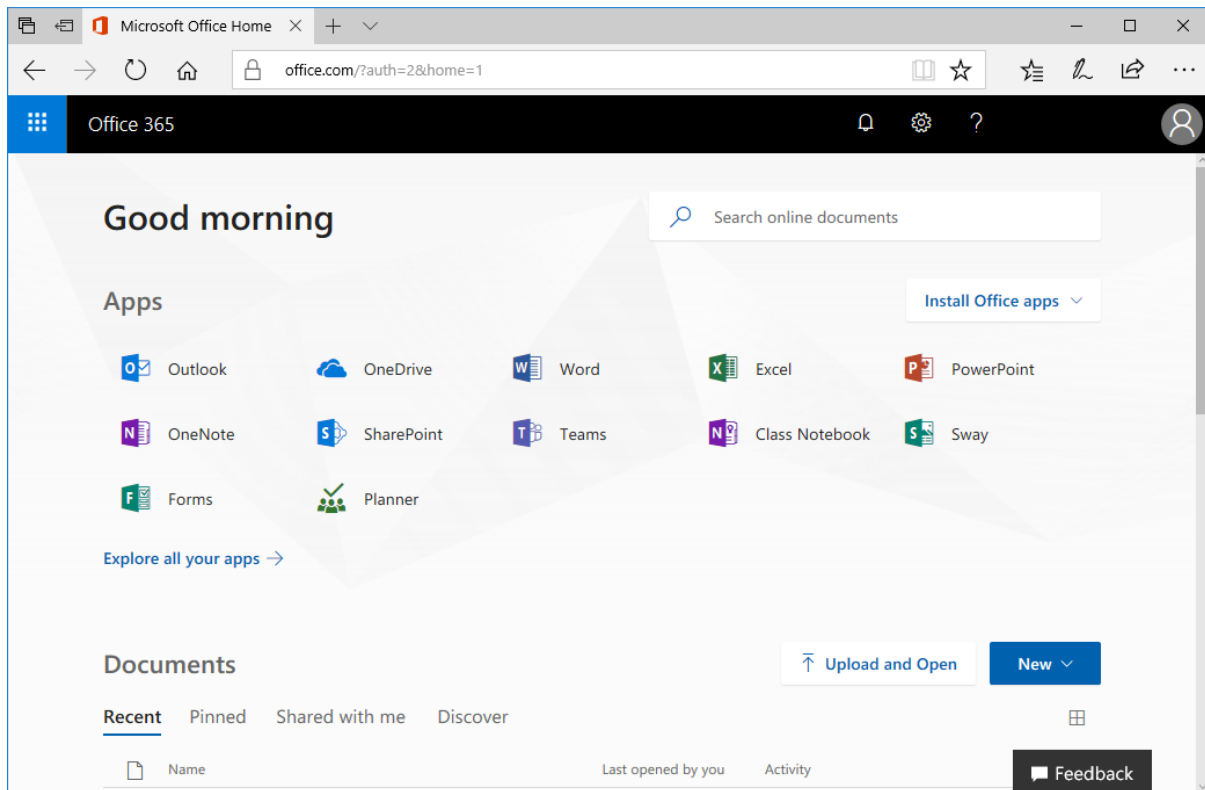 Microsoft Office Home
office.com/?auth=2&home=1
Office 365
Good morning
Search online documents
Apps
Install Office apps
Outlook OneDrive Word Excel PowerPoint
OneNote SharePoint Teams Class Notebook Sway
Forms Planner
Explore all your apps →
Documents
Upload and Open New
Recent Pinned Shared with me Discover
Name Last opened by you Activity
Feedback